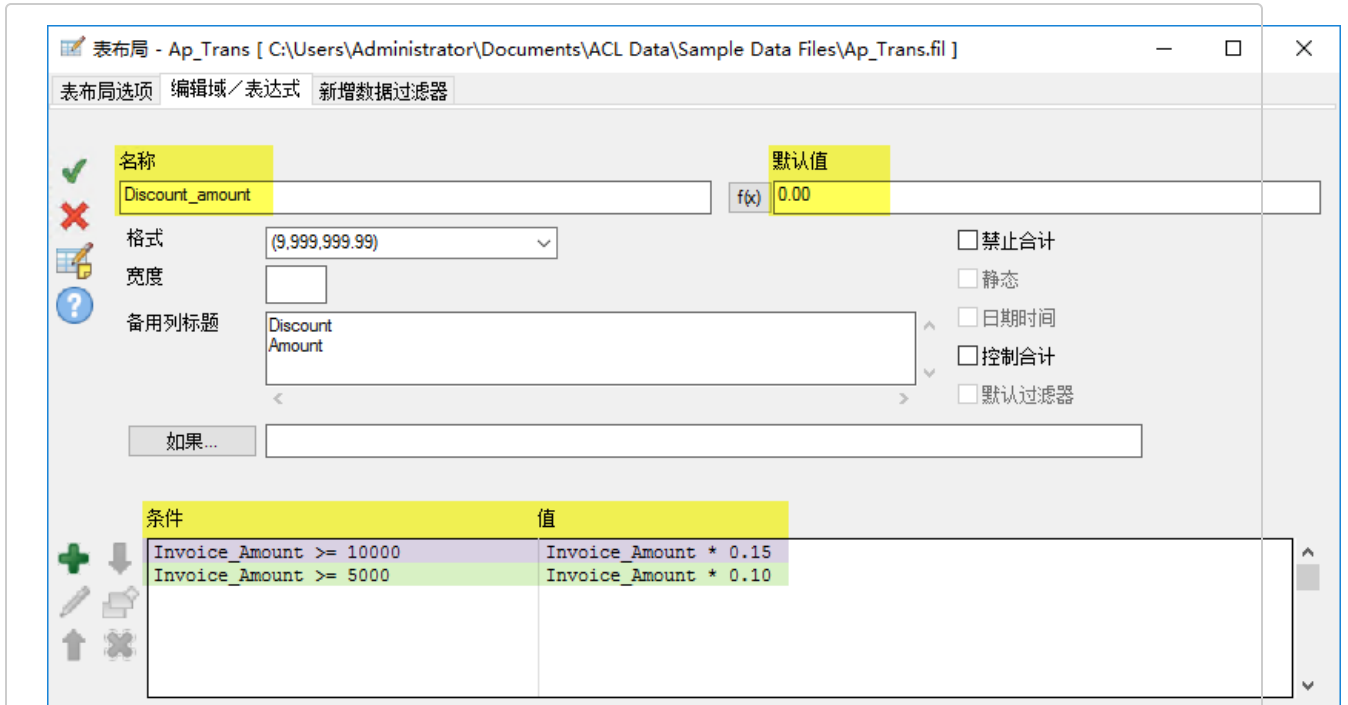 表布局 - Ap_Trans [ C:\Users\Administrator\Documents\ACL Data\Sample Data Files\Ap_Trans.fil ]
表布局选项 编辑域／表达式 新增数据过滤器
名称 默认值
Discount_amount f(x) 0.00
格式 (9,999,999.99) 禁止合计
宽度 静态
备用列标题 Discount 日期时间
Amount 控制合计
默认过滤器
如果...
条件 值
Invoice_Amount >= 10000 Invoice_Amount * 0.15
Invoice_Amount >= 5000 Invoice_Amount * 0.10